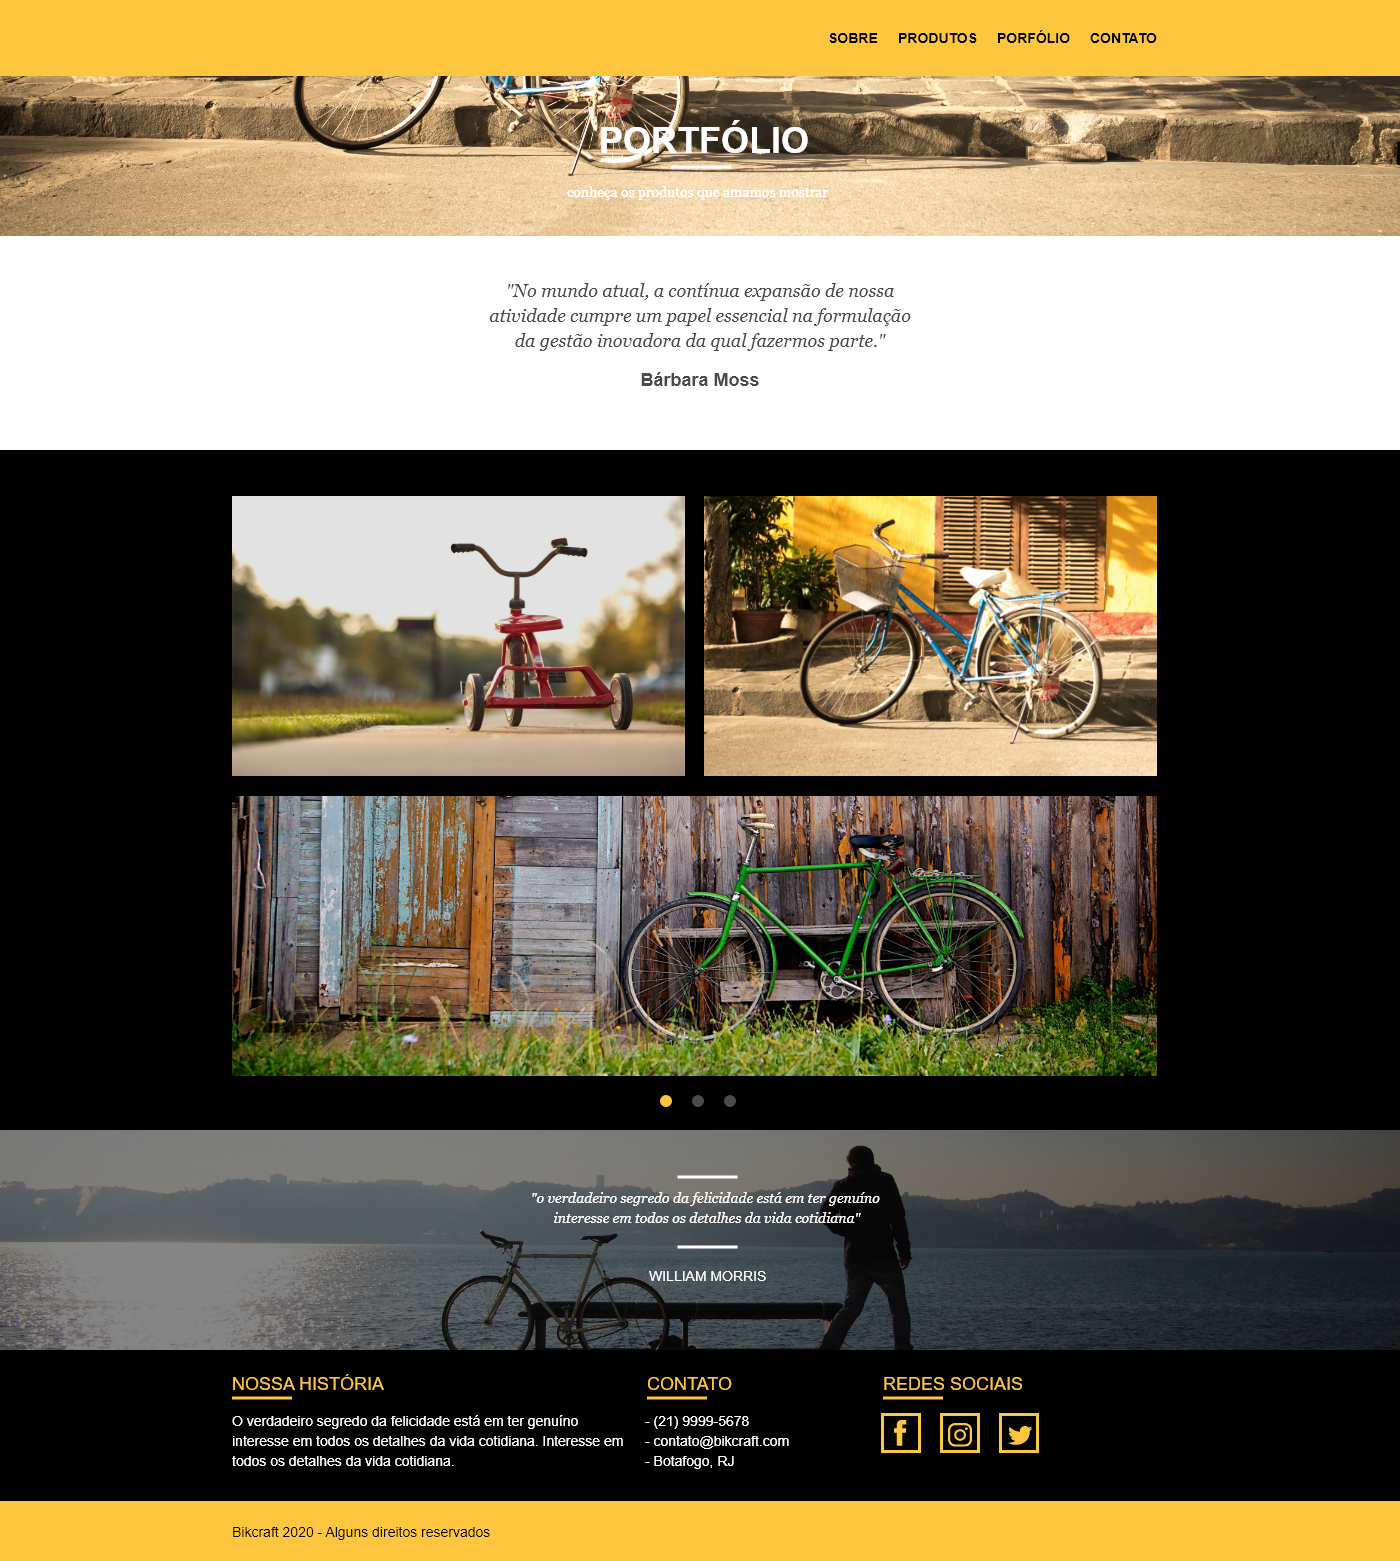 SOBRE PRODUTOS PORFÓLIO CONTATO
PORTFÓLIO
conheça os produtos que amamos mostrar
"No mundo atual, a contínua expansão de nossa
atividade cumpre um papel essencial na formulação
da gestão inovadora da qual fazermos parte."
Bárbara Moss
"o verdadeiro segredo da felicidade está em ter genuíno
interesse em todos os detalhes da vida cotidiana"
WILLIAM MORRIS
NOSSA HISTÓRIA
O verdadeiro segredo da felicidade está em ter genuíno
interesse em todos os detalhes da vida cotidiana. Interesse em
todos os detalhes da vida cotidiana.
CONTATO
- (21) 9999-5678
- contato@bikcraft.com
- Botafogo, RJ
REDES SOCIAIS
Bikcraft 2020 - Alguns direitos reservados